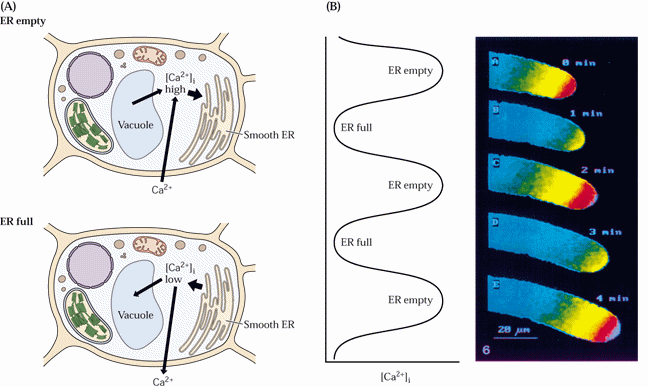 (A)
ER empty
[Ca²⁺]ᵢ
high
Vacuole
Smooth ER
Ca²⁺
ER full
[Ca²⁺]ᵢ
low
Vacuole
Smooth ER
Ca²⁺
(B)
ER empty
ER full
ER empty
ER full
ER empty
[Ca²⁺]ᵢ
A
0 min
B
1 min
C
2 min
D
3 min
E
4 min
20 µm
6